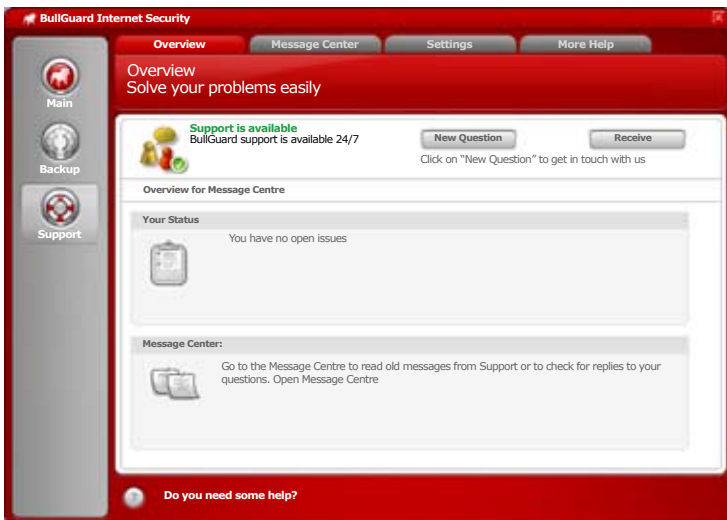 BullGuard Internet Security
Overview
Message Center
Settings
More Help
Overview
Solve your problems easily
Main
Backup
Support
Support is available
BullGuard support is available 24/7
New Question
Receive
Click on "New Question" to get in touch with us
Overview for Message Centre
Your Status
You have no open issues
Message Center:
Go to the Message Centre to read old messages from Support or to check for replies to your
questions. Open Message Centre
Do you need some help?